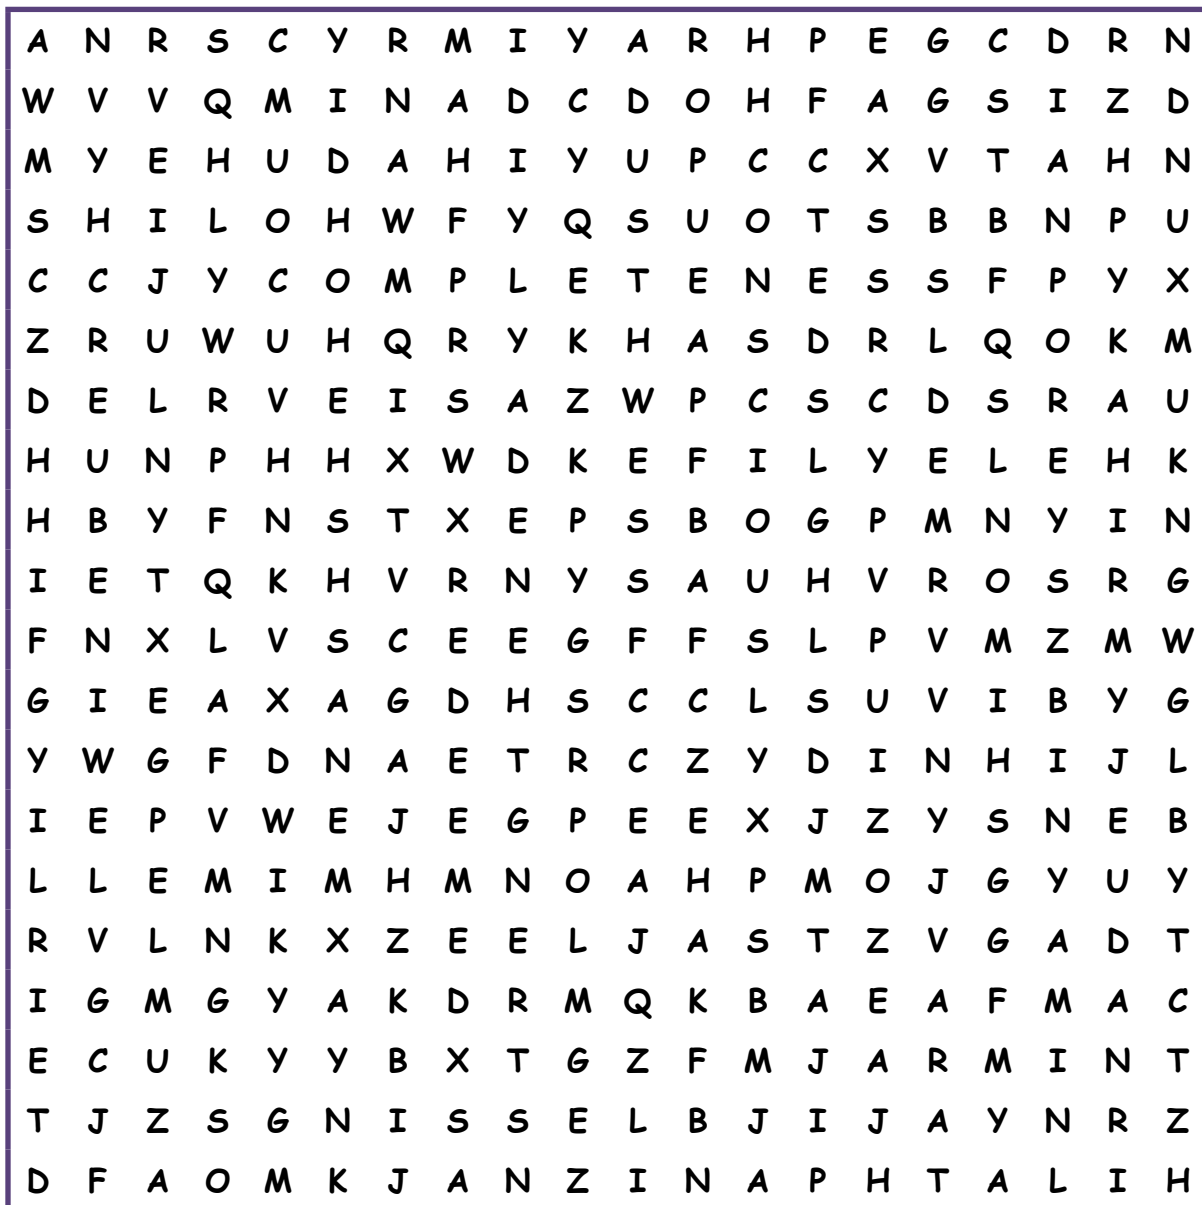 A N R S C Y R M I Y A R H P E G C D R N
W V V Q M I N A D C D O H F A G S I Z D
M Y E H U D A H I Y U P C C X V T A H N
S H I L O H W F Y Q S U O T S B B N P U
C C J Y C O M P L E T E N E S S F P Y X
Z R U W U H Q R Y K H A S D R L Q O K M
D E L R V E I S A Z W P C S C D S R A U
H U N P H H X W D K E F I L Y E L E H K
H B Y F N S T X E P S B O G P M N Y I N
I E T Q K H V R N Y S A U H V R O S R G
F N X L V S C E E G F F S L P V M Z M W
G I E A X A G D H S C C L S U V I B Y G
Y W G F D N A E T R C Z Y D I N H I J L
I E P V W E J E G P E E X J Z Y S N E B
L L E M I M H M N O A H P M O J G Y U Y
R V L N K X Z E E L J A S T Z V G A D T
I G M G Y A K D R M Q K B A E A F M A C
E C U K Y Y B X T G Z F M J A R M I N T
T J Z S G N I S S E L B J I J A Y N R Z
D F A O M K J A N Z I N A P H T A L I H